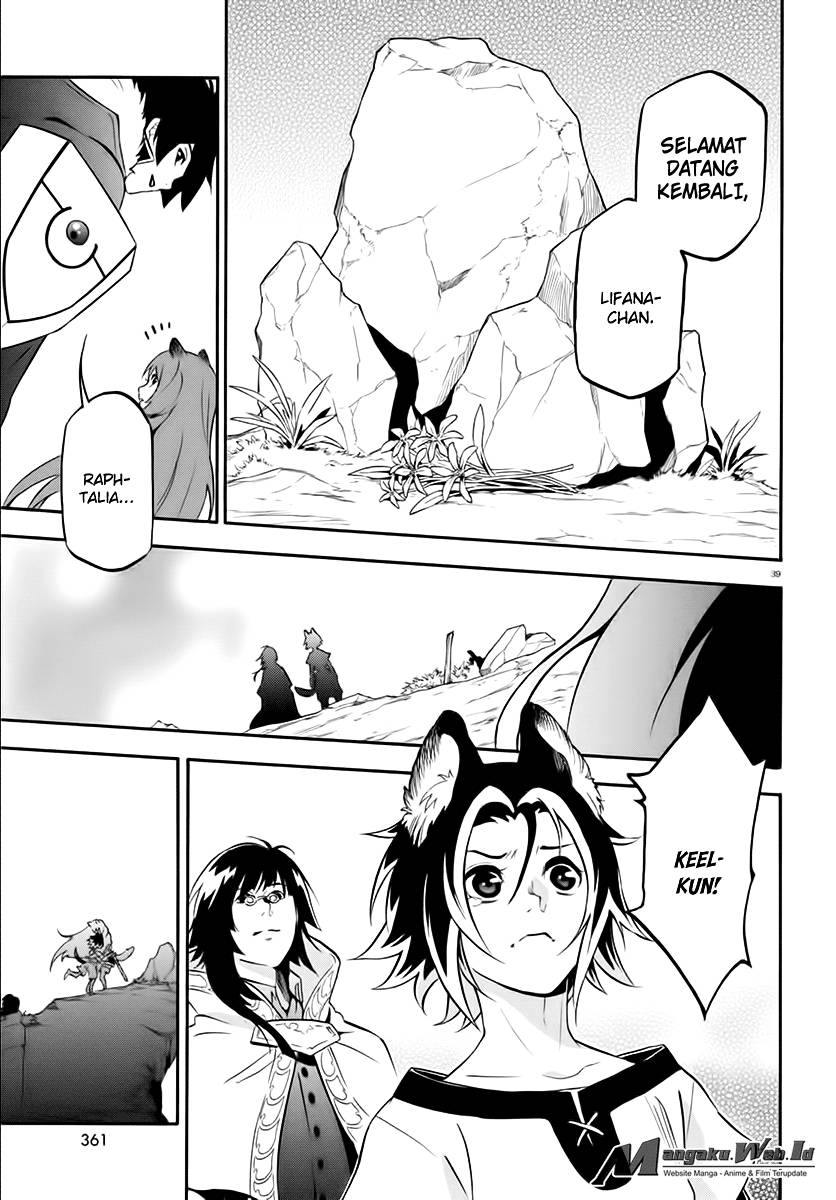 SELAMAT
DATANG
KEMBALI,
LIFANA-
CHAN.
RAPH-
TALIA...
39
KEEL-
KUN!
361
Mangaku.Web.Id
Website Manga - Anime & Film Terupdate